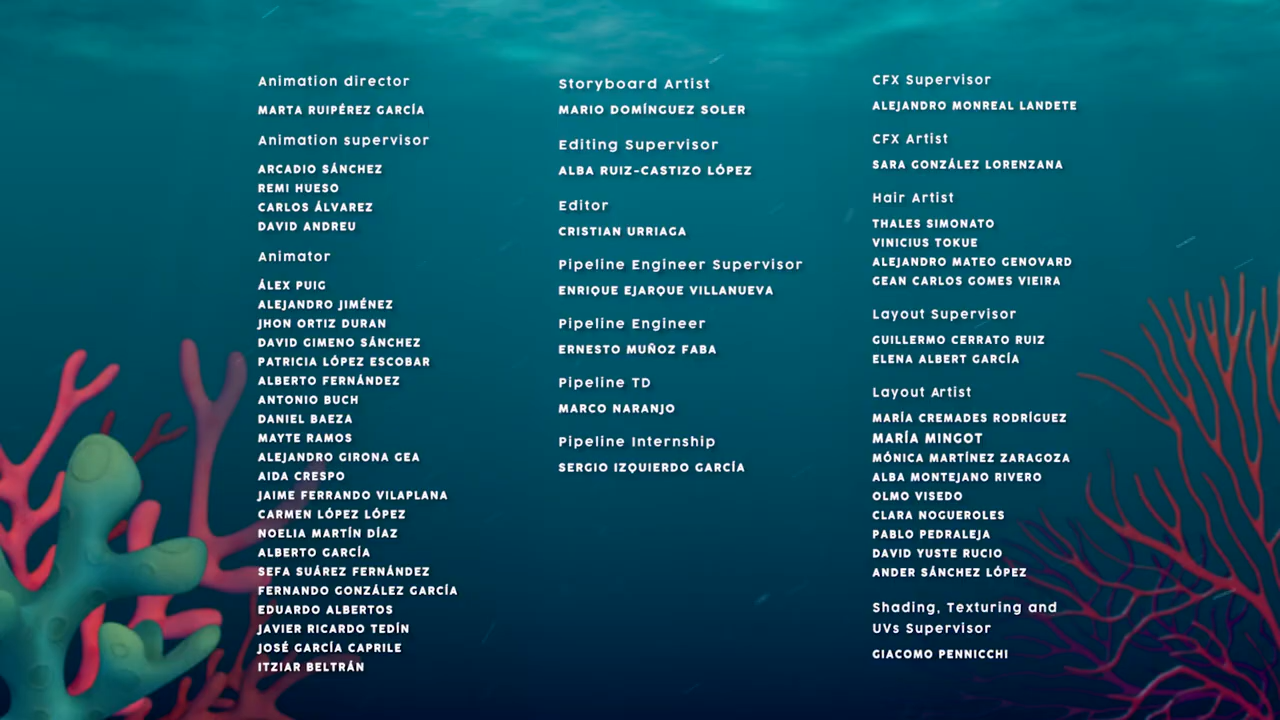 Animation director
MARTA RUIPÉREZ GARCÍA
Animation supervisor
ARCADIO SÁNCHEZ
REMI HUESO
CARLOS ÁLVAREZ
DAVID ANDREU
Animator
ÁLEX PUIG
ALEJANDRO JIMÉNEZ
JHON ORTIZ DURAN
DAVID GIMENO SÁNCHEZ
PATRICIA LÓPEZ ESCOBAR
ALBERTO FERNÁNDEZ
ANTONIO BUCH
DANIEL BAEZA
MAYTE RAMOS
ALEJANDRO GIRONA GEA
AIDA CRESPO
JAIME FERRANDO VILAPLANA
CARMEN LÓPEZ LÓPEZ
NOELIA MARTÍN DÍAZ
ALBERTO GARCÍA
SEFA SUÁREZ FERNÁNDEZ
FERNANDO GONZÁLEZ GARCÍA
EDUARDO ALBERTOS
JAVIER RICARDO TEDÍN
JOSÉ GARCÍA CAPRILE
ITZIAR BELTRÁN
Storyboard Artist
MARIO DOMÍNGUEZ SOLER
Editing Supervisor
ALBA RUIZ-CASTIZO LÓPEZ
Editor
CRISTIAN URRIAGA
Pipeline Engineer Supervisor
ENRIQUE EJARQUE VILLANUEVA
Pipeline Engineer
ERNESTO MUÑOZ FABA
Pipeline TD
MARCO NARANJO
Pipeline Internship
SERGIO IZQUIERDO GARCÍA
CFX Supervisor
ALEJANDRO MONREAL LANDETE
CFX Artist
SARA GONZÁLEZ LORENZANA
Hair Artist
THALES SIMONATO
VINICIUS TOKUE
ALEJANDRO MATEO GENOVARD
GEAN CARLOS GOMES VIEIRA
Layout Supervisor
GUILLERMO CERRATO RUIZ
ELENA ALBERT GARCÍA
Layout Artist
MARÍA CREMADES RODRÍGUEZ
MARÍA MINGOT
MÓNICA MARTÍNEZ ZARAGOZA
ALBA MONTEJANO RIVERO
OLMO VISEDO
CLARA NOGUEROLES
PABLO PEDRALEJA
DAVID YUSTE RUCIO
ANDER SÁNCHEZ LÓPEZ
Shading, Texturing and
UVs Supervisor
GIACOMO PENNICCHI